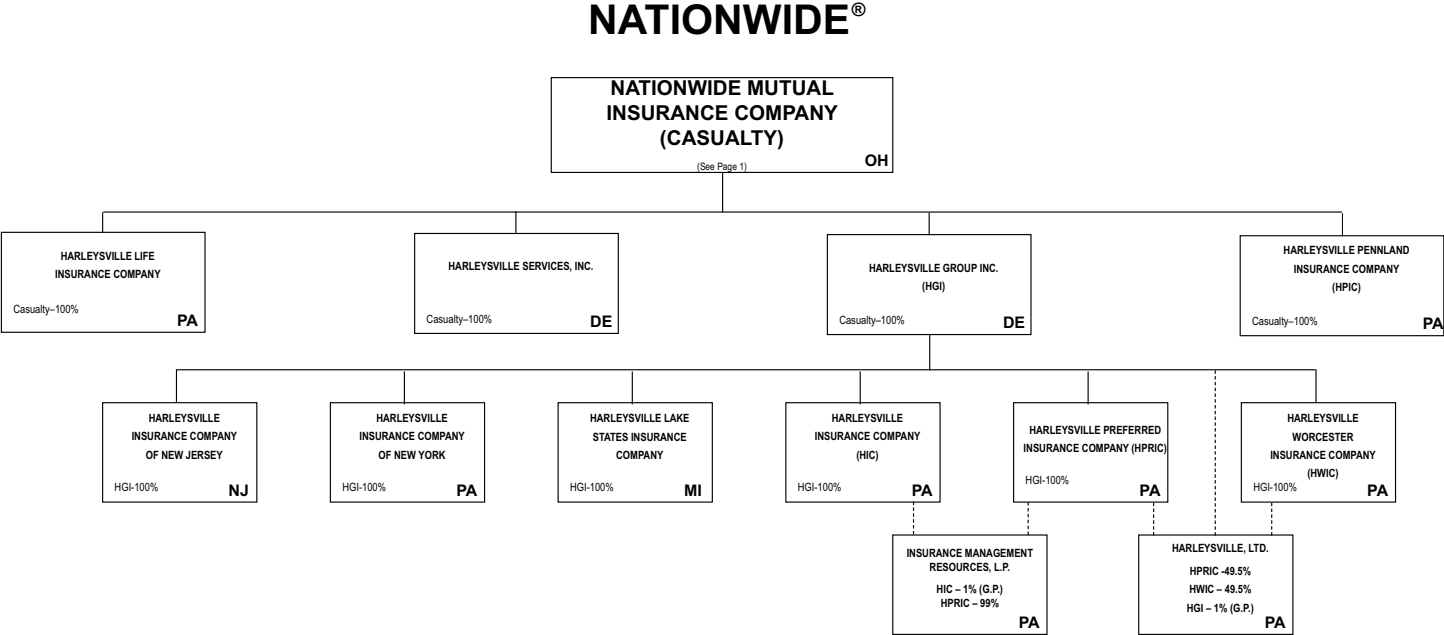 NATIONWIDE®
NATIONWIDE MUTUAL
INSURANCE COMPANY
(CASUALTY)
(See Page 1)
OH
HARLEYSVILLE LIFE
INSURANCE COMPANY
Casualty–100%
PA
HARLEYSVILLE SERVICES, INC.
Casualty–100%
DE
HARLEYSVILLE GROUP INC.
(HGI)
Casualty–100%
DE
HARLEYSVILLE PENNLAND
INSURANCE COMPANY
(HPIC)
Casualty–100%
PA
HARLEYSVILLE
INSURANCE COMPANY
OF NEW JERSEY
HGI-100%
NJ
HARLEYSVILLE
INSURANCE COMPANY
OF NEW YORK
HGI-100%
PA
HARLEYSVILLE LAKE
STATES INSURANCE
COMPANY
HGI-100%
MI
HARLEYSVILLE
INSURANCE COMPANY
(HIC)
HGI-100%
PA
HARLEYSVILLE PREFERRED
INSURANCE COMPANY (HPRIC)
HGI-100%
PA
HARLEYSVILLE
WORCESTER
INSURANCE COMPANY
(HWIC)
HGI-100%
PA
INSURANCE MANAGEMENT
RESOURCES, L.P.
HIC – 1% (G.P.)
HPRIC – 99%
PA
HARLEYSVILLE, LTD.
HPRIC -49.5%
HWIC – 49.5%
HGI – 1% (G.P.)
PA